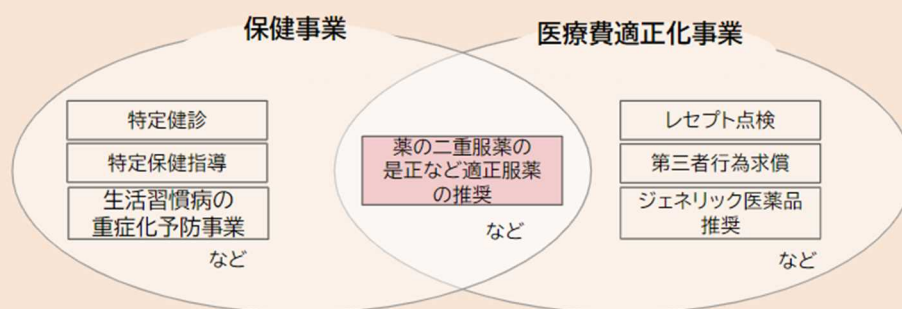 保健事業
医療費適正化事業
特定健診
特定保健指導
生活習慣病の
重症化予防事業
など
薬の二重服薬の
是正など適正服薬
の推奨
など
レセプト点検
第三者行為求償
ジェネリック医薬品
推奨
など